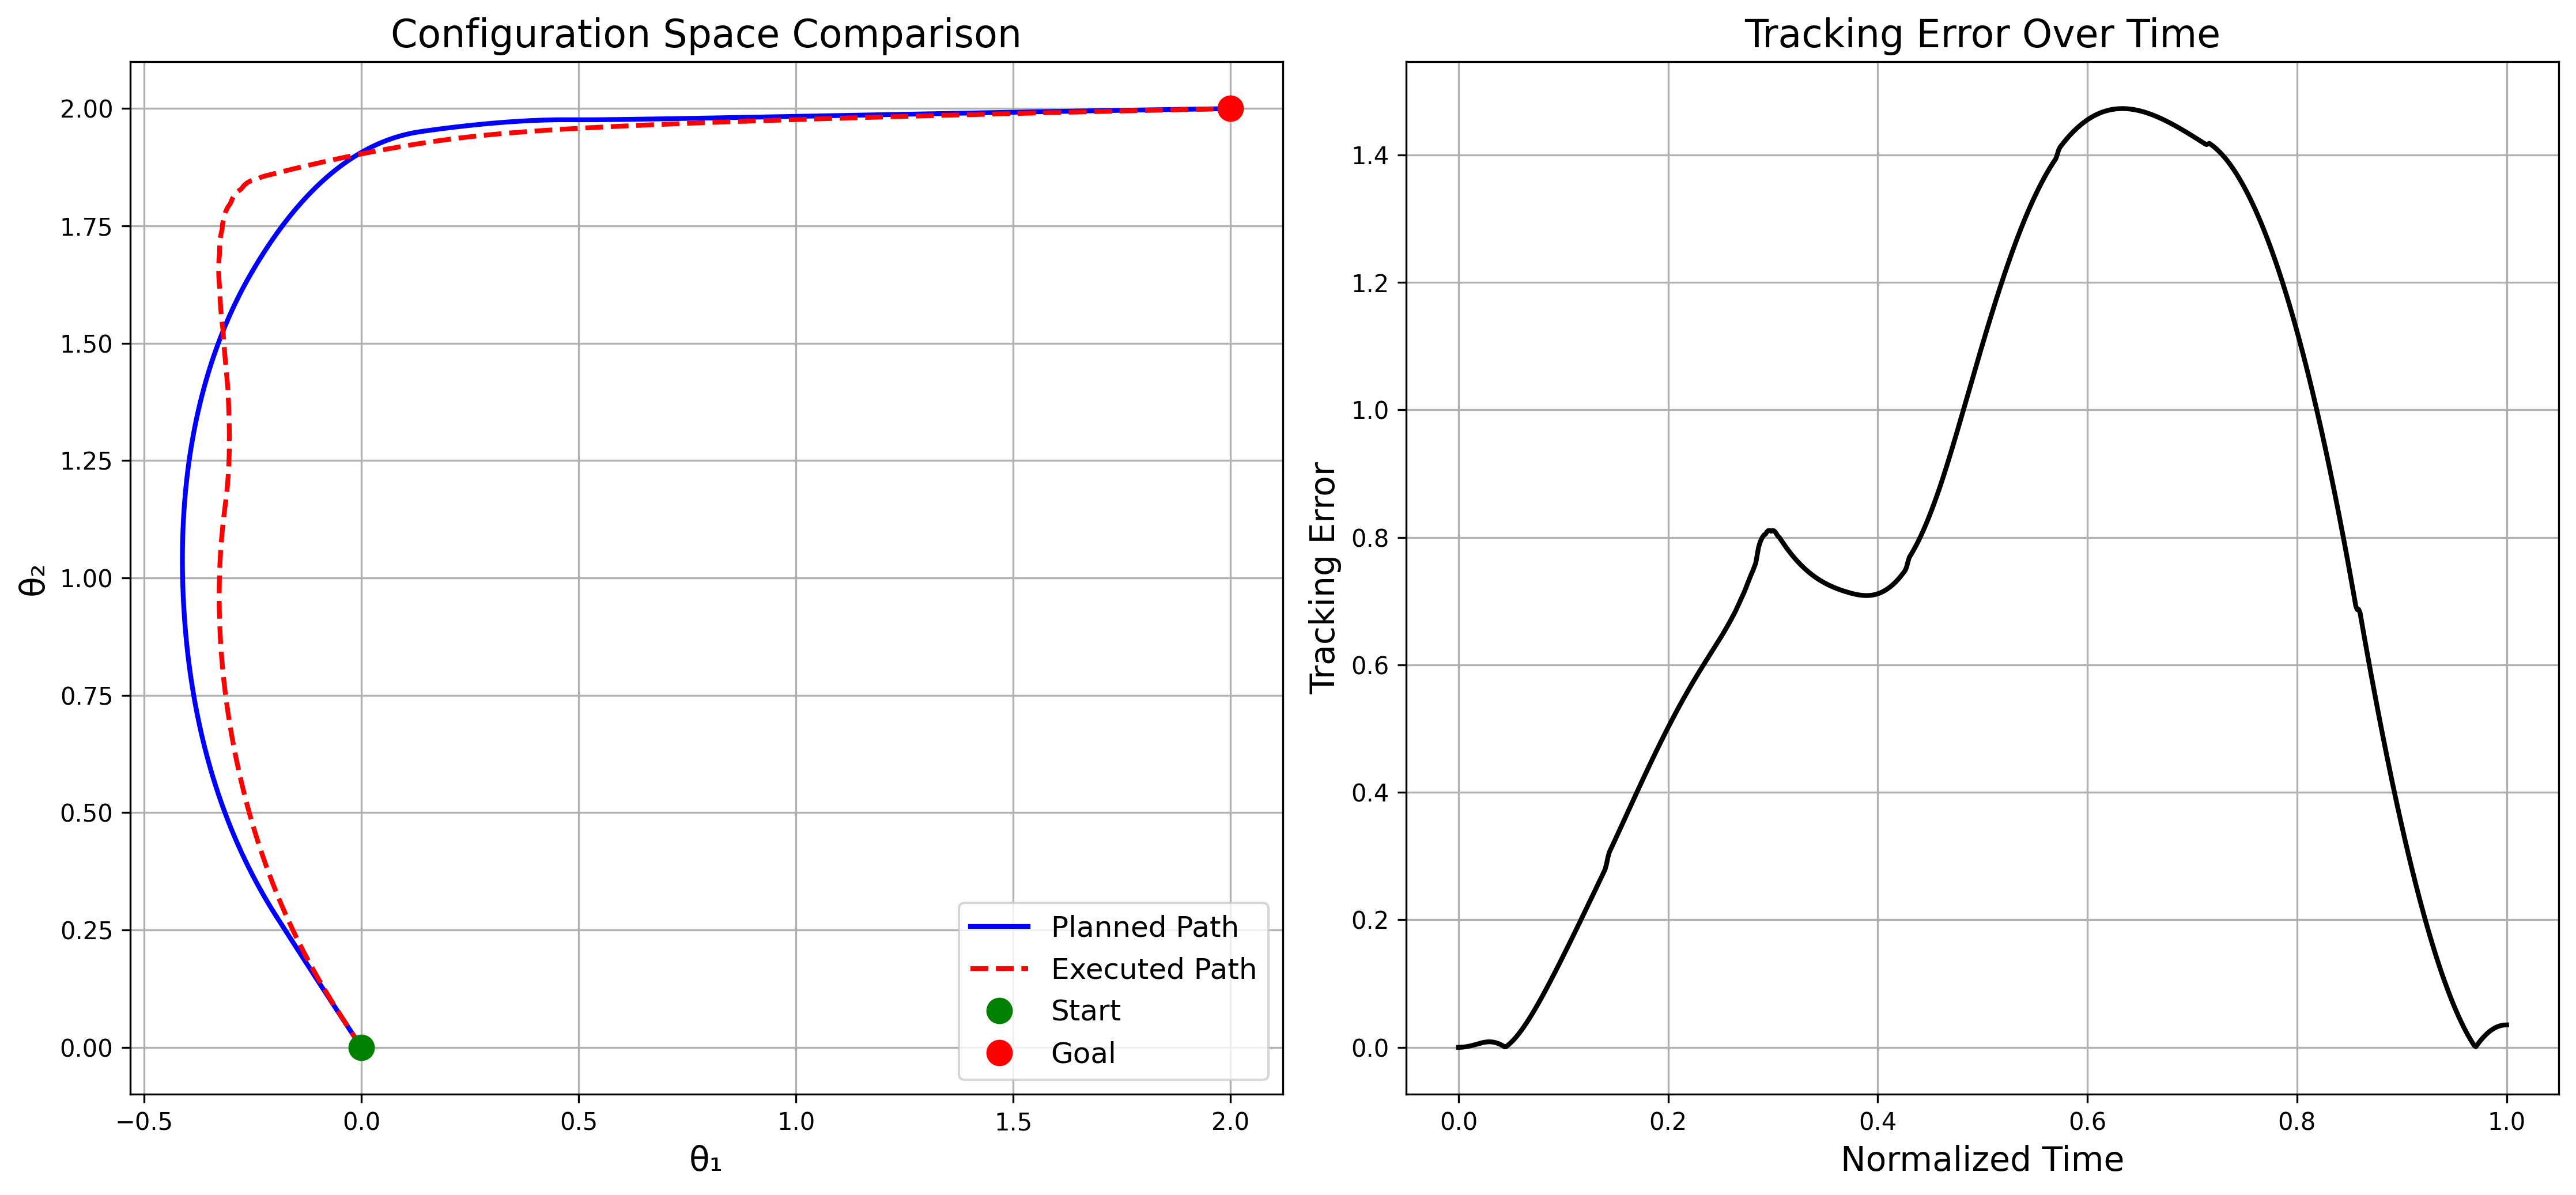 Configuration Space Comparison
2.00
1.75
1.50
1.25
1.00
0.75
0.50
0.25
0.00
θ₂
−0.5
0.0
0.5
1.0
1.5
2.0
θ₁
Planned Path
Executed Path
Start
Goal
Tracking Error Over Time
1.4
1.2
1.0
0.8
0.6
0.4
0.2
0.0
Tracking Error
0.0
0.2
0.4
0.6
0.8
1.0
Normalized Time